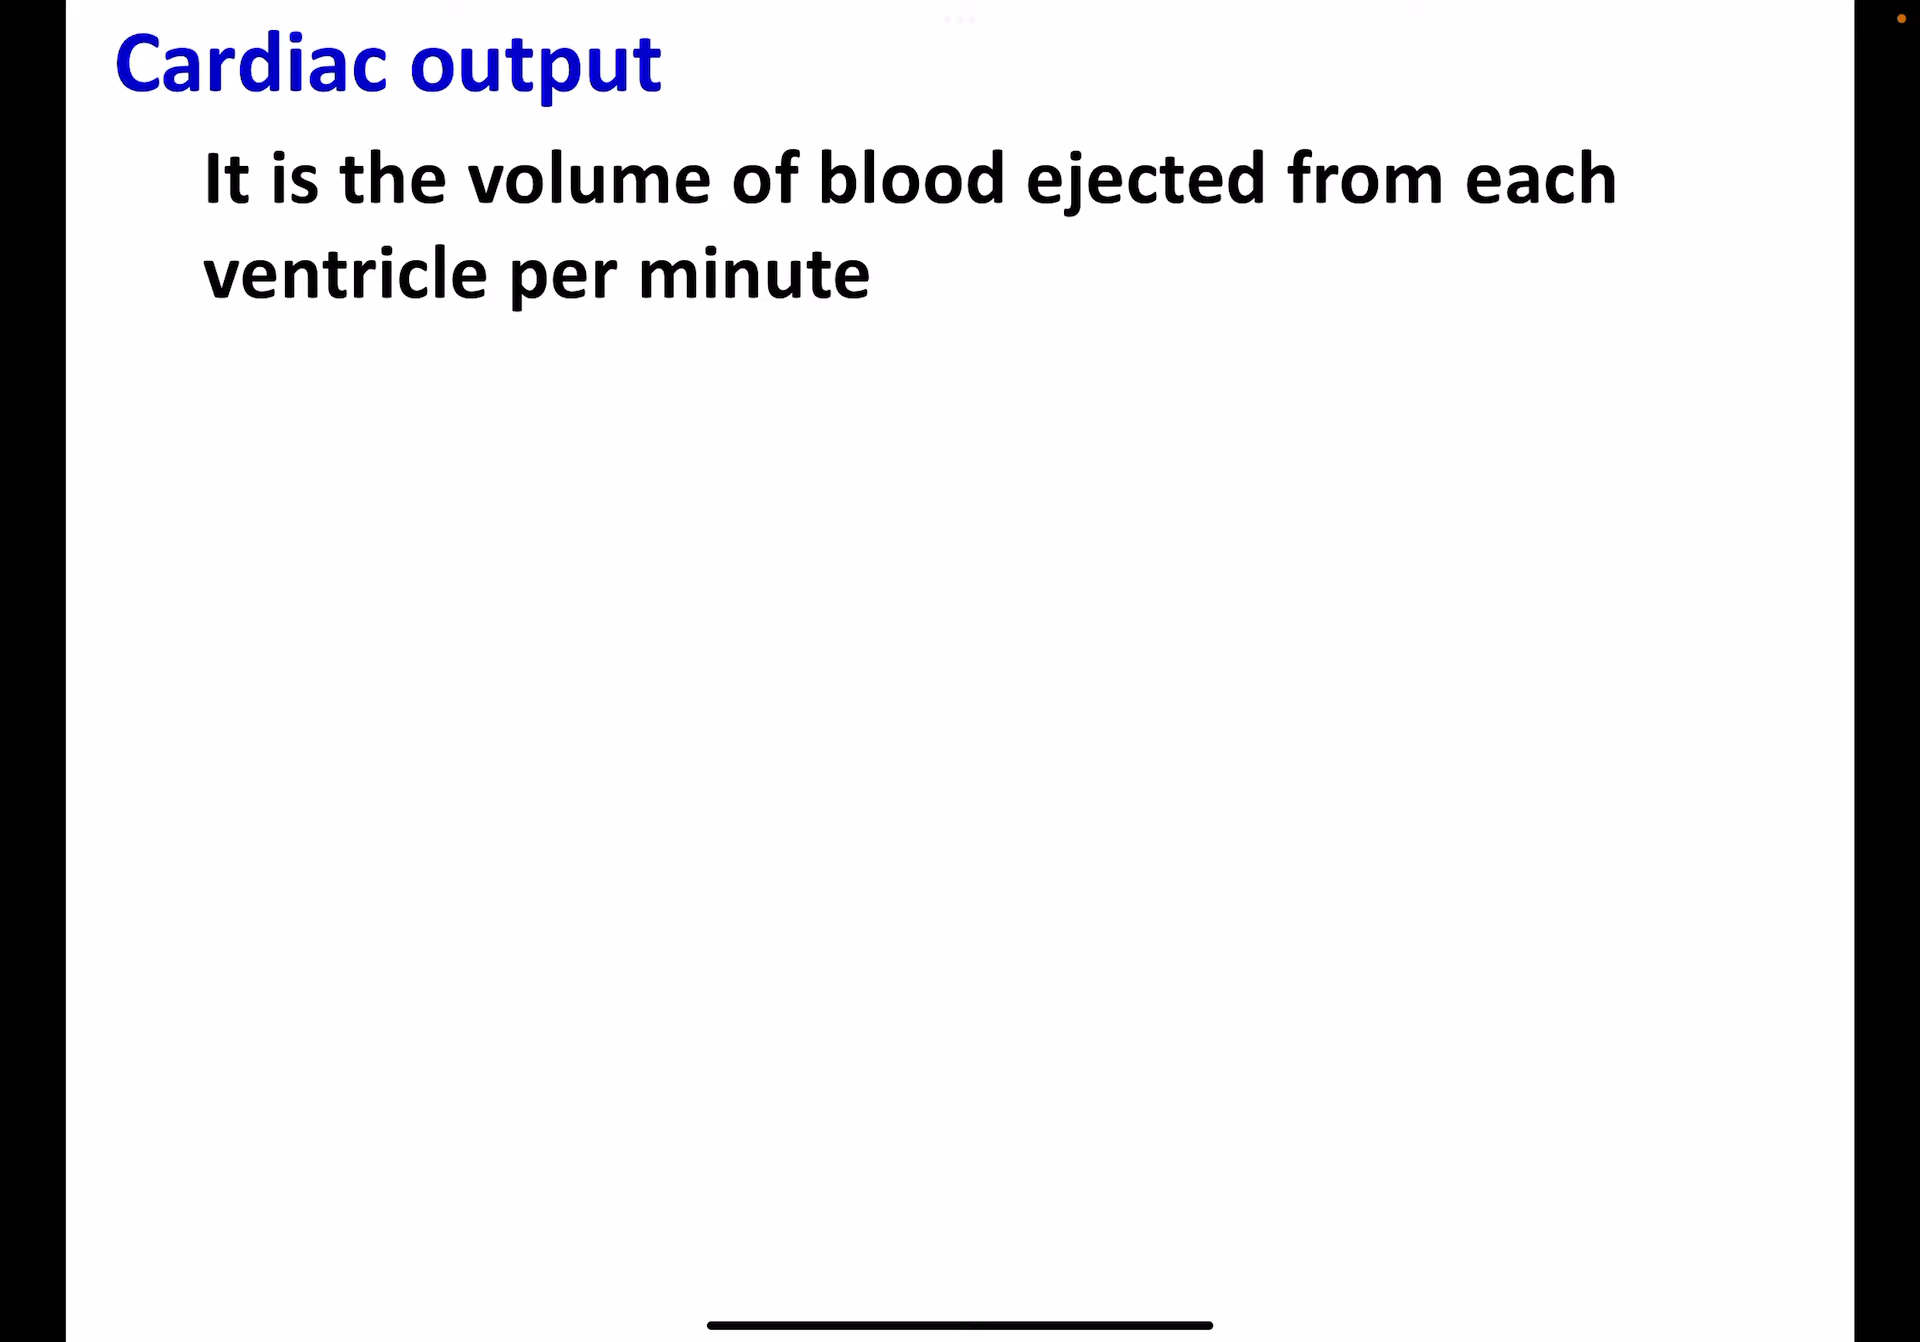 Cardiac output
It is the volume of blood ejected from each
ventricle per minute